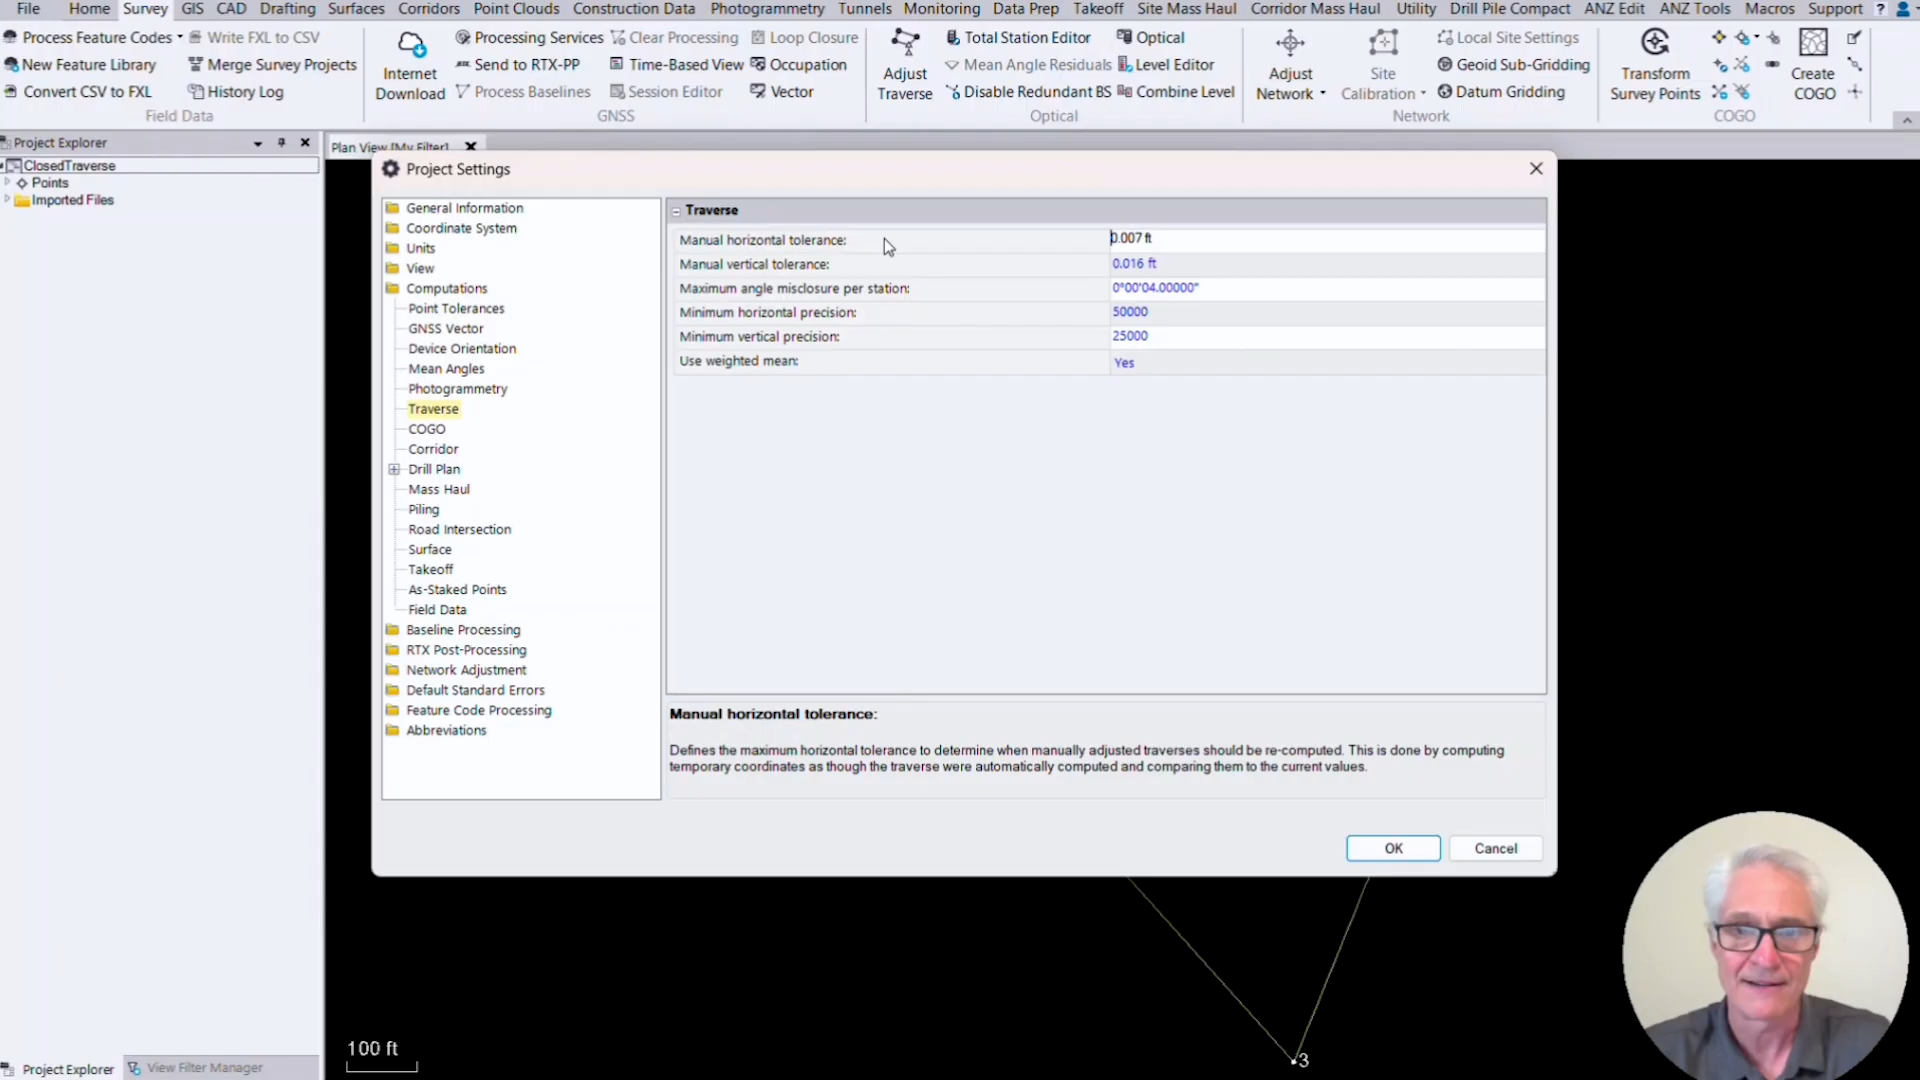 File Home Survey GIS CAD Drafting Surfaces Corridors Point Clouds Construction Data Photogrammetry Tunnels Monitoring Data Prep Takeoff Site Mass Haul Corridor Mass Haul Utility Drill Pile Compact ANZ Edit ANZ Tools Macros Support ?
Process Feature Codes Write FXL to CSV Processing Services Clear Processing Loop Closure Total Station Editor Optical Local Site Settings
New Feature Library Merge Survey Projects Internet Send to RTX-PP Time-Based View Occupation Adjust Mean Angle Residuals Level Editor Adjust Site Geoid Sub-Gridding Transform Create
Convert CSV to FXL History Log Download Process Baselines Session Editor Vector Traverse Disable Redundant BS Combine Level Network Calibration Datum Gridding Survey Points COGO
Field Data GNSS Optical Network COGO
Project Explorer
Plan View [My Filter]
ClosedTraverse
Points
Imported Files
Project Settings
General Information
Coordinate System
Units
View
Computations
Point Tolerances
GNSS Vector
Device Orientation
Mean Angles
Photogrammetry
Traverse
COGO
Corridor
Drill Plan
Mass Haul
Piling
Road Intersection
Surface
Takeoff
As-Staked Points
Field Data
Baseline Processing
RTX Post-Processing
Network Adjustment
Default Standard Errors
Feature Code Processing
Abbreviations
Traverse
Manual horizontal tolerance: 0.007 ft
Manual vertical tolerance: 0.016 ft
Maximum angle misclosure per station: 0°00'04.00000"
Minimum horizontal precision: 50000
Minimum vertical precision: 25000
Use weighted mean: Yes
Manual horizontal tolerance:
Defines the maximum horizontal tolerance to determine when manually adjusted traverses should be re-computed. This is done by computing
temporary coordinates as though the traverse were automatically computed and comparing them to the current values.
OK Cancel
100 ft
3
Project Explorer View Filter Manager